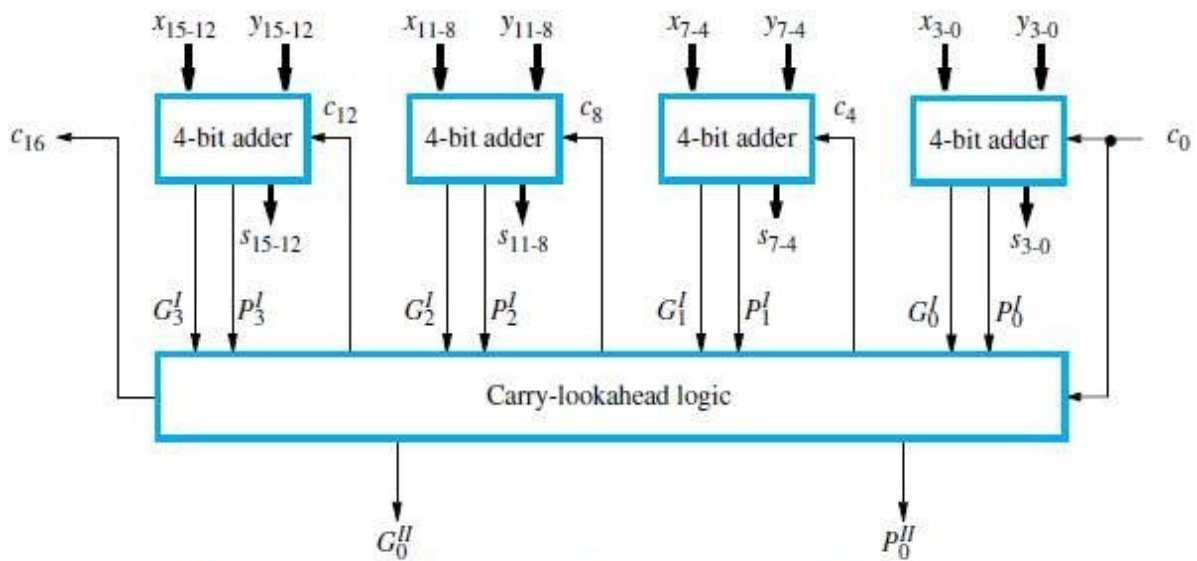 x₁₅₋₁₂ y₁₅₋₁₂ x₁₁₋₈ y₁₁₋₈ x₇₋₄ y₇₋₄ x₃₋₀ y₃₋₀
c₁₂ c₈ c₄
c₁₆ 4-bit adder 4-bit adder 4-bit adder 4-bit adder c₀
s₁₅₋₁₂ s₁₁₋₈ s₇₋₄ s₃₋₀
G₃ᴵ P₃ᴵ G₂ᴵ P₂ᴵ G₁ᴵ P₁ᴵ G₀ᴵ P₀ᴵ
Carry-lookahead logic
G₀ᴵᴵ P₀ᴵᴵ